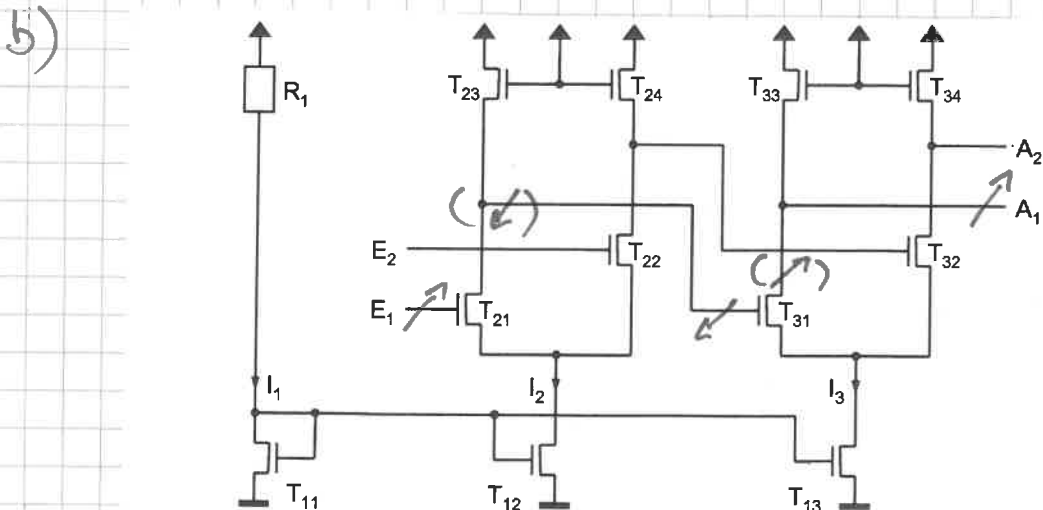 b)
R₁
T₂₃
T₂₄
T₃₃
T₃₄
A₂
A₁
E₂
T₂₂
T₃₂
E₁
T₂₁
T₃₁
I₁
I₂
I₃
T₁₁
T₁₂
T₁₃